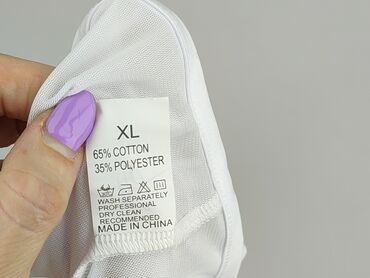 XL
65% COTTON
35% POLYESTER
WASH SEPARATELY
PROFESSIONAL
DRY CLEAN
RECOMMENDED
MADE IN CHINA